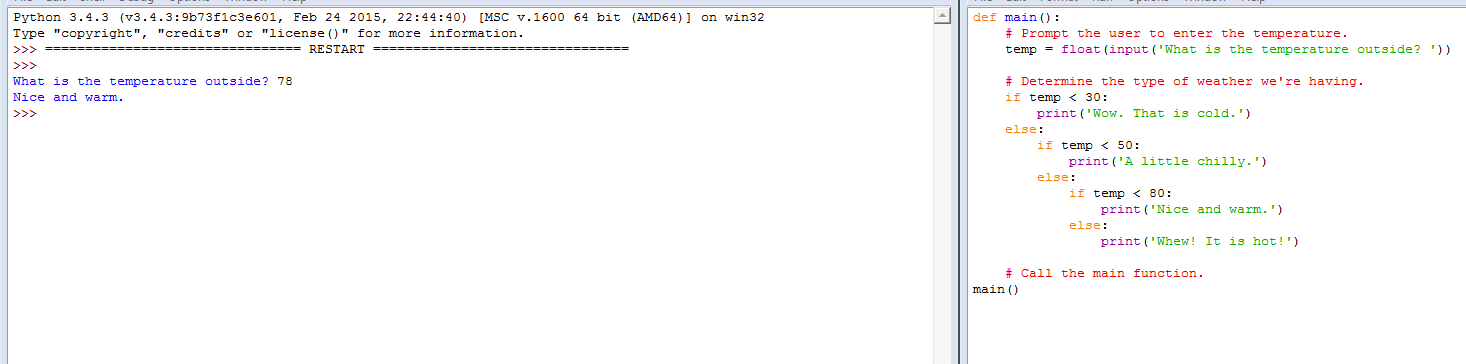 Python 3.4.3 (v3.4.3:9b73f1c3e601, Feb 24 2015, 22:44:40) [MSC v.1600 64 bit (AMD64)] on win32
Type "copyright", "credits" or "license()" for more information.
>>> ================================ RESTART ================================
>>>
What is the temperature outside? 78
Nice and warm.
>>>
def main():
    # Prompt the user to enter the temperature.
    temp = float(input('What is the temperature outside? '))

    # Determine the type of weather we're having.
    if temp < 30:
        print('Wow. That is cold.')
    else:
        if temp < 50:
            print('A little chilly.')
        else:
            if temp < 80:
                print('Nice and warm.')
            else:
                print('Whew! It is hot!')

    # Call the main function.
main()